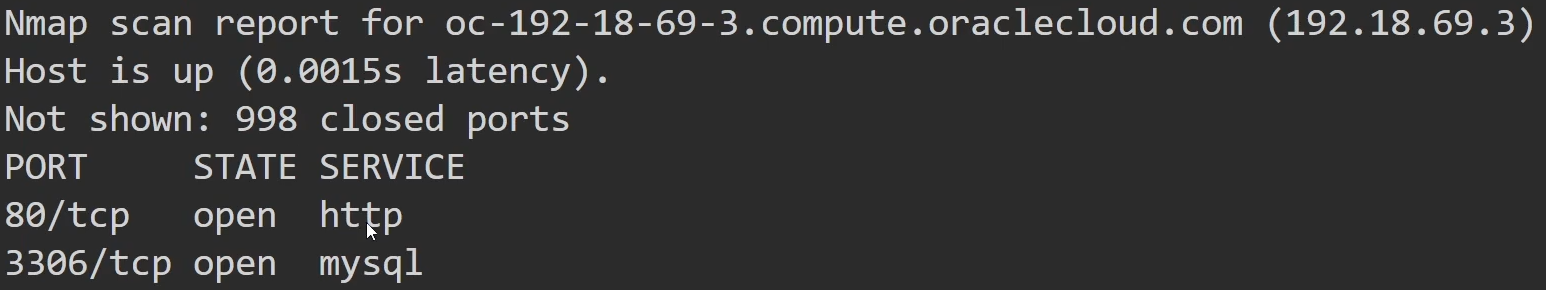 Nmap scan report for oc-192-18-69-3.compute.oraclecloud.com (192.18.69.3)
Host is up (0.0015s latency).
Not shown: 998 closed ports
PORT     STATE SERVICE
80/tcp   open  http
3306/tcp open  mysql